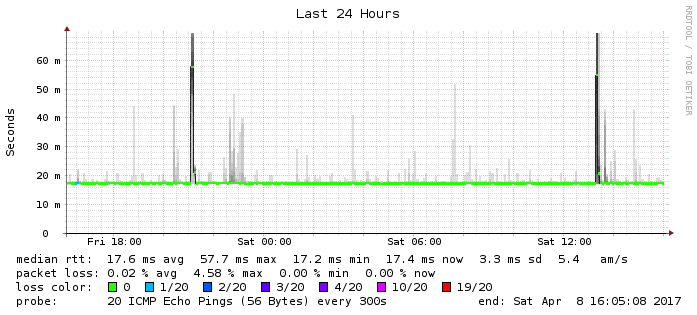 Last 24 Hours
RRDTOOL / TOBI OETIKER
Seconds
60 m
50 m
40 m
30 m
20 m
10 m
0
Fri 18:00 Sat 00:00 Sat 06:00 Sat 12:00
median rtt: 17.6 ms avg 57.7 ms max 17.2 ms min 17.4 ms now 3.3 ms sd 5.4 am/s
packet loss: 0.02 % avg 4.58 % max 0.00 % min 0.00 % now
loss color: 0 1/20 2/20 3/20 4/20 10/20 19/20
probe: 20 ICMP Echo Pings (56 Bytes) every 300s end: Sat Apr 8 16:05:08 2017